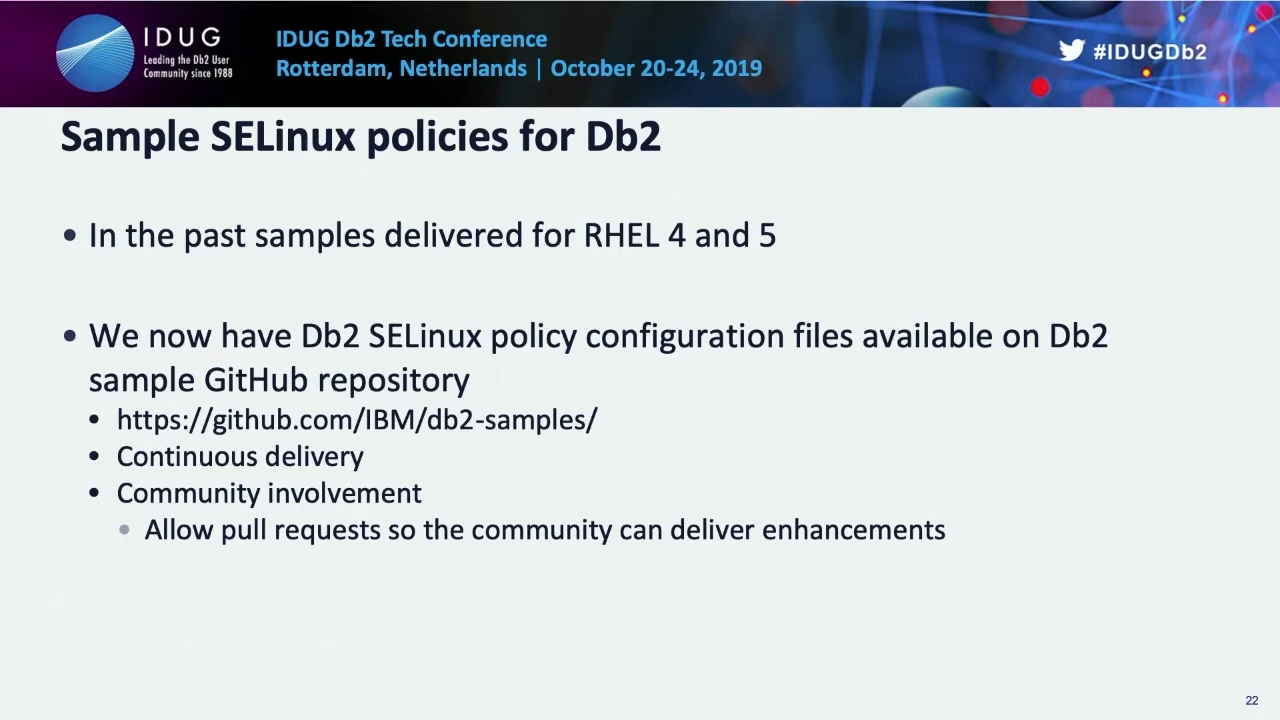 IDUG
Leading the Db2 User
Community since 1988
IDUG Db2 Tech Conference
Rotterdam, Netherlands | October 20-24, 2019
#IDUGDb2
Sample SELinux policies for Db2
• In the past samples delivered for RHEL 4 and 5
• We now have Db2 SELinux policy configuration files available on Db2
sample GitHub repository
• https://github.com/IBM/db2-samples/
• Continuous delivery
• Community involvement
• Allow pull requests so the community can deliver enhancements
22